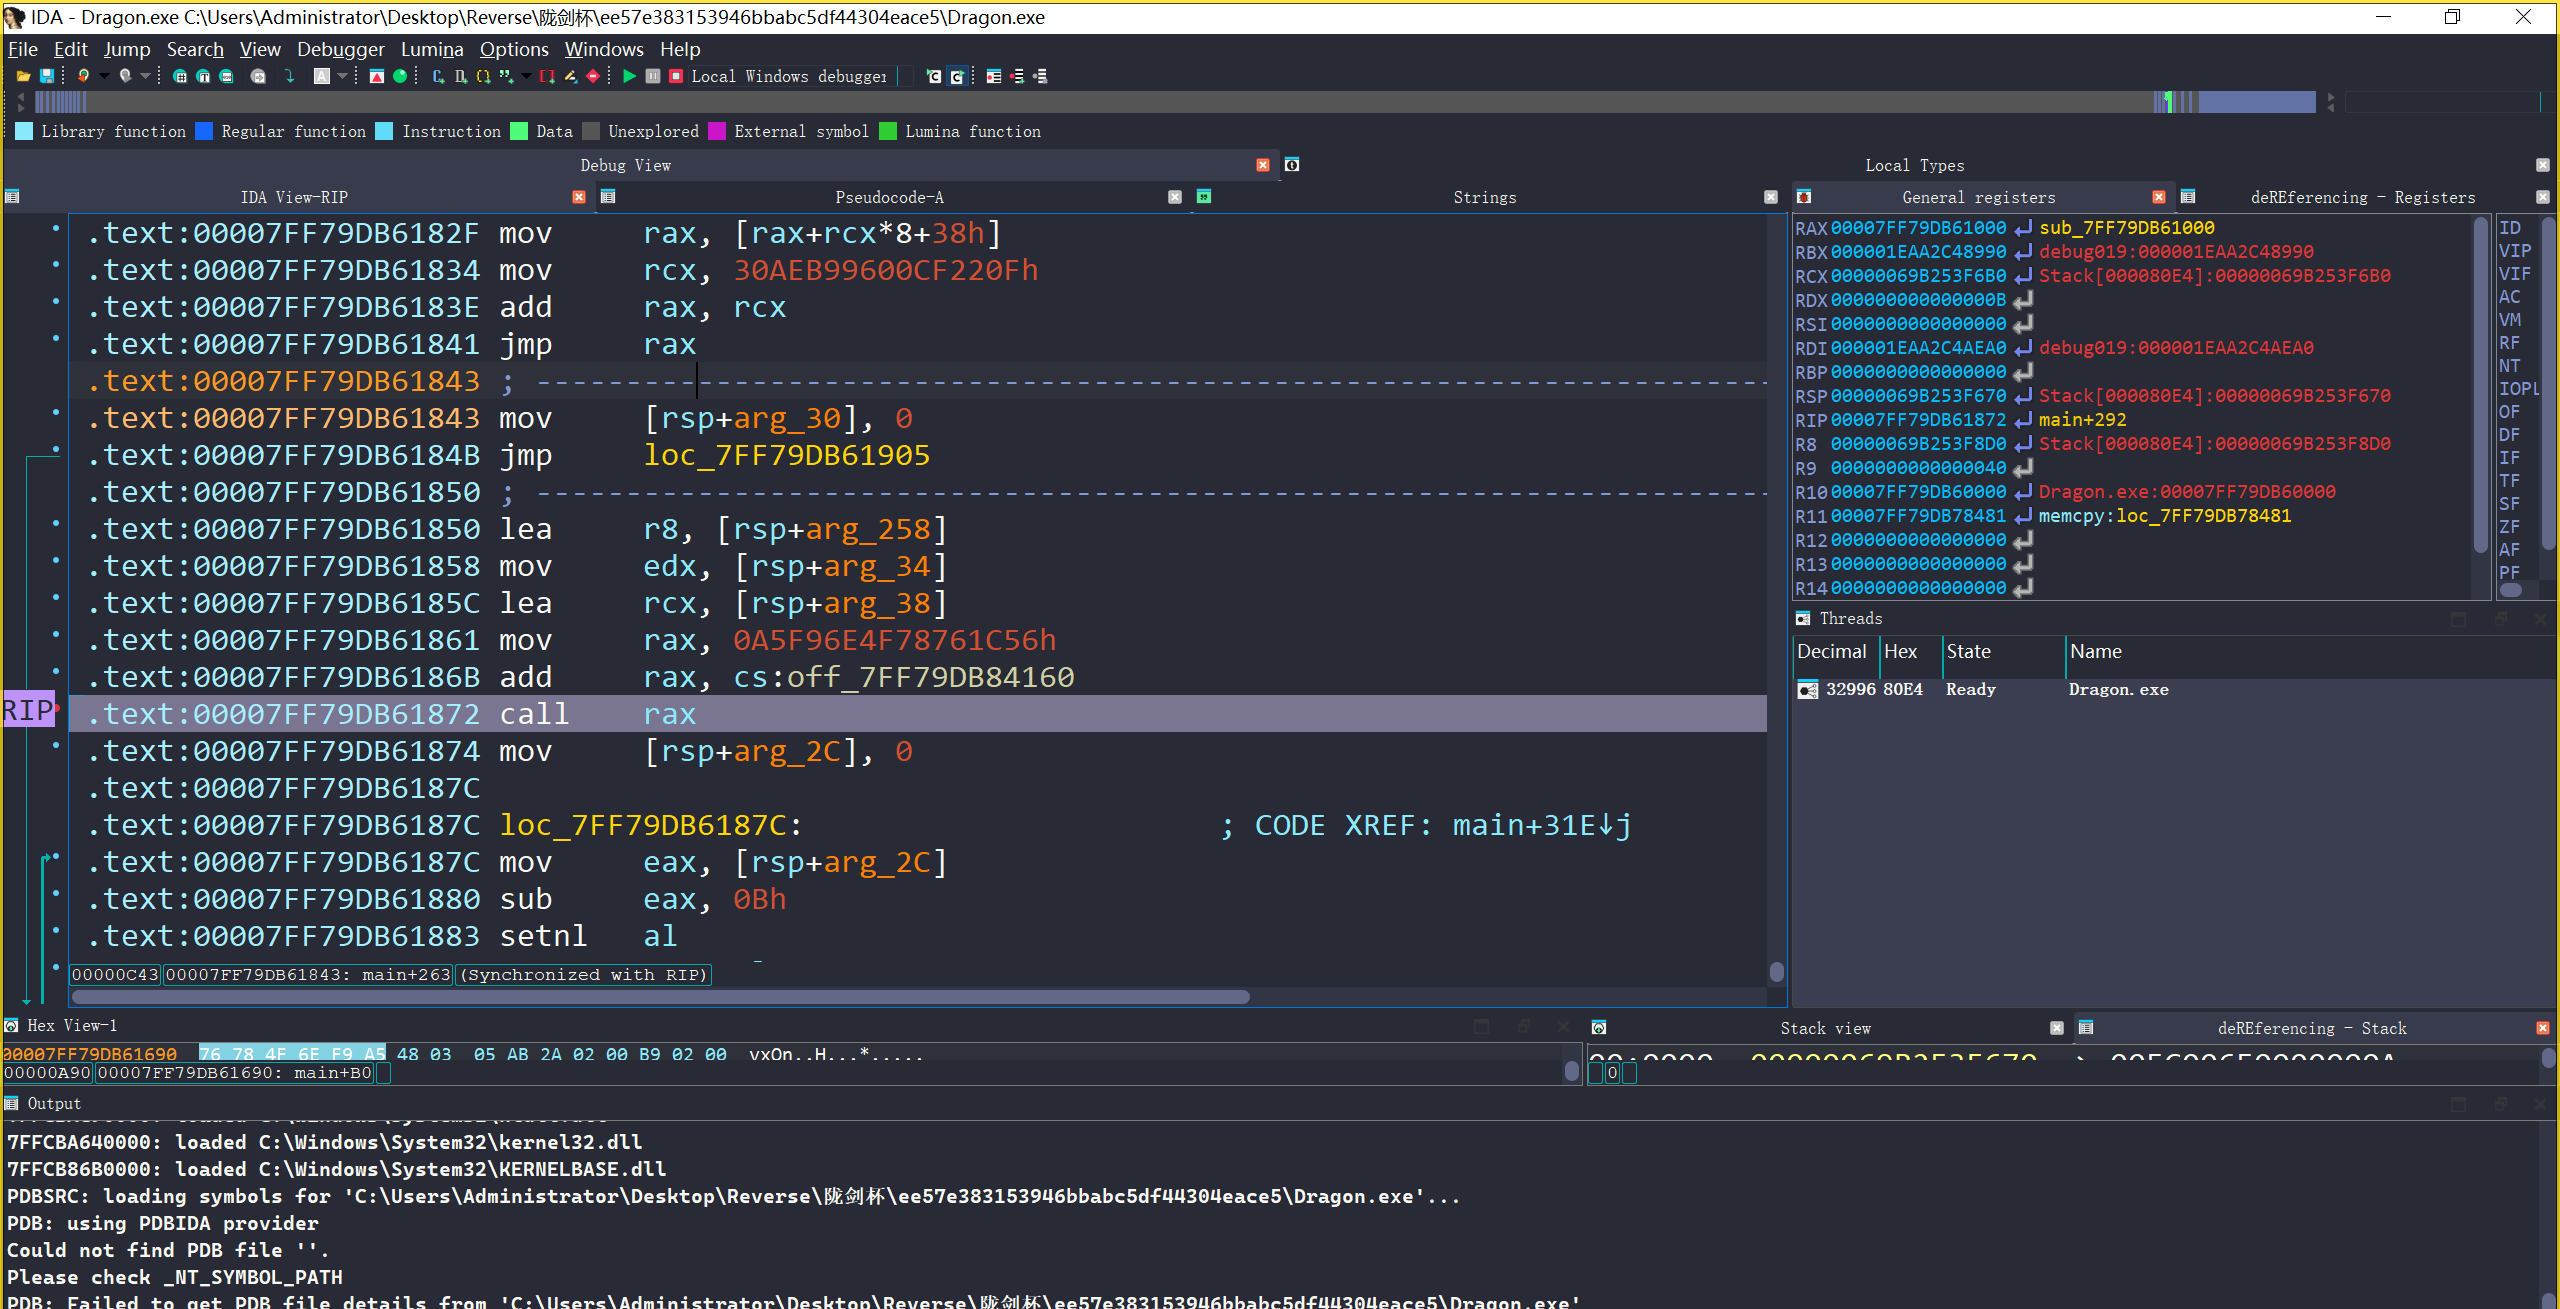 IDA - Dragon.exe C:\Users\Administrator\Desktop\Reverse\陇剑杯\ee57e383153946bbabc5df44304eace5\Dragon.exe
File Edit Jump Search View Debugger Lumina Options Windows Help
Local Windows debugger
Library function Regular function Instruction Data Unexplored External symbol Lumina function
Debug View
Local Types
IDA View-RIP
Pseudocode-A
Strings
General registers
deREferencing - Registers
.text:00007FF79DB6182F mov rax, [rax+rcx*8+38h]
.text:00007FF79DB61834 mov rcx, 30AEB99600CF220Fh
.text:00007FF79DB6183E add rax, rcx
.text:00007FF79DB61841 jmp rax
.text:00007FF79DB61843 ; ---------------------------------------------------------------------
.text:00007FF79DB61843 mov [rsp+arg_30], 0
.text:00007FF79DB6184B jmp loc_7FF79DB61905
.text:00007FF79DB61850 ; ---------------------------------------------------------------------
.text:00007FF79DB61850 lea r8, [rsp+arg_258]
.text:00007FF79DB61858 mov edx, [rsp+arg_34]
.text:00007FF79DB6185C lea rcx, [rsp+arg_38]
.text:00007FF79DB61861 mov rax, 0A5F96E4F78761C56h
.text:00007FF79DB6186B add rax, cs:off_7FF79DB84160
RIP .text:00007FF79DB61872 call rax
.text:00007FF79DB61874 mov [rsp+arg_2C], 0
.text:00007FF79DB6187C
.text:00007FF79DB6187C loc_7FF79DB6187C: ; CODE XREF: main+31E↓j
.text:00007FF79DB6187C mov eax, [rsp+arg_2C]
.text:00007FF79DB61880 sub eax, 0Bh
.text:00007FF79DB61883 setnl al
00000C43 00007FF79DB61843: main+263 (Synchronized with RIP)
RAX 00007FF79DB61000 sub_7FF79DB61000
RBX 000001EAA2C48990 debug019:000001EAA2C48990
RCX 00000069B253F6B0 Stack[000080E4]:00000069B253F6B0
RDX 000000000000000B
RSI 0000000000000000
RDI 000001EAA2C4AEA0 debug019:000001EAA2C4AEA0
RBP 0000000000000000
RSP 00000069B253F670 Stack[000080E4]:00000069B253F670
RIP 00007FF79DB61872 main+292
R8 00000069B253F8D0 Stack[000080E4]:00000069B253F8D0
R9 0000000000000040
R10 00007FF79DB60000 Dragon.exe:00007FF79DB60000
R11 00007FF79DB78481 memcpy:loc_7FF79DB78481
R12 0000000000000000
R13 0000000000000000
R14 0000000000000000
ID
VIP
VIF
AC
VM
RF
NT
IOPL
OF
DF
IF
TF
SF
ZF
AF
PF
Threads
Decimal Hex State Name
32996 80E4 Ready Dragon.exe
Hex View-1
00007FF79DB61690 76 78 4F 6E F9 A5 48 03 05 AB 2A 02 00 B9 02 00 vxOn..H...*.....
00000A90 00007FF79DB61690: main+B0
Stack view
deREferencing - Stack
0
Output
7FFCBA640000: loaded C:\Windows\System32\kernel32.dll
7FFCB86B0000: loaded C:\Windows\System32\KERNELBASE.dll
PDBSRC: loading symbols for 'C:\Users\Administrator\Desktop\Reverse\陇剑杯\ee57e383153946bbabc5df44304eace5\Dragon.exe'...
PDB: using PDBIDA provider
Could not find PDB file ''.
Please check _NT_SYMBOL_PATH
PDB: Failed to get PDB file details from 'C:\Users\Administrator\Desktop\Reverse\陇剑杯\ee57e383153946bbabc5df44304eace5\Dragon.exe'